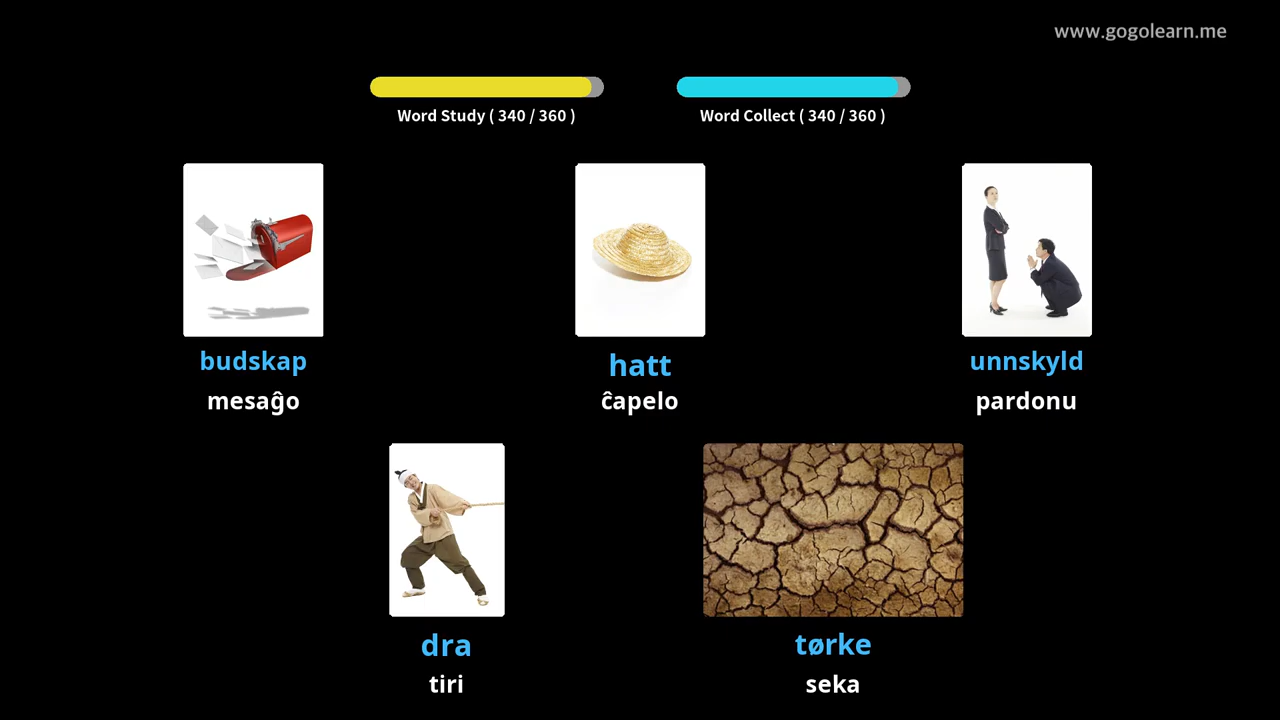 www.gogolearn.me
Word Study ( 340 / 360 )
Word Collect ( 340 / 360 )
budskap
mesaĝo
hatt
ĉapelo
unnskyld
pardonu
dra
tiri
tørke
seka